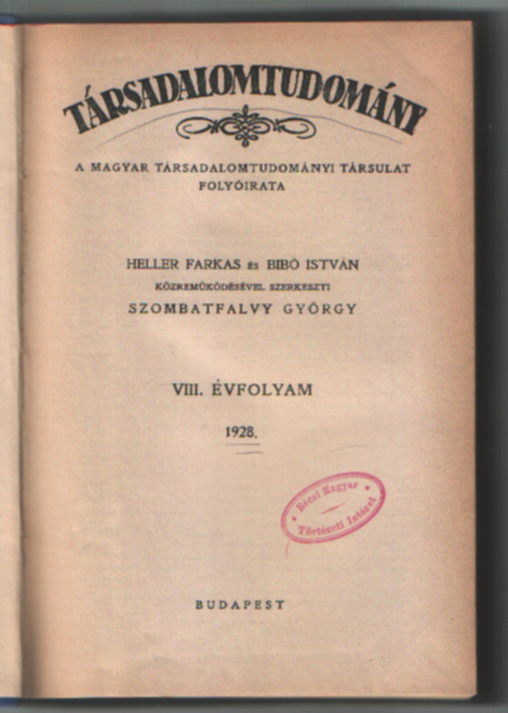 TÁRSADALOMTUDOMÁNY
A MAGYAR TÁRSADALOMTUDOMÁNYI TÁRSULAT
FOLYÓIRATA
HELLER FARKAS ÉS BIBÓ ISTVÁN
KÖZREMŰKÖDÉSÉVEL SZERKESZTI
SZOMBATFALVY GYÖRGY
VIII. ÉVFOLYAM
1928.
Bécsi Magyar
Történeti Intézet
BUDAPEST